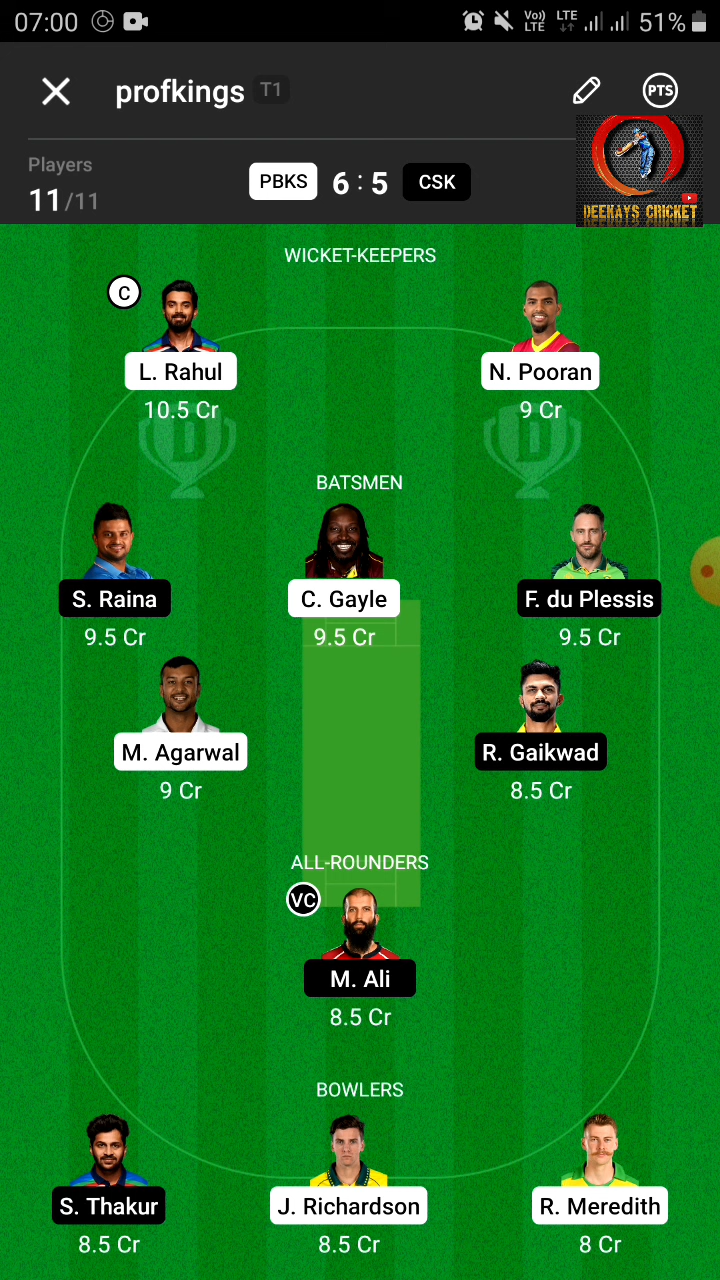 07:00 Vo)) LTE LTE 51%
profkings T1 PTS
Players
11/11
PBKS 6 : 5 CSK
DEEKAYS CRICKET
WICKET-KEEPERS
C
L. Rahul N. Pooran
10.5 Cr 9 Cr
D D
BATSMEN
S. Raina C. Gayle F. du Plessis
9.5 Cr 9.5 Cr 9.5 Cr
M. Agarwal R. Gaikwad
9 Cr 8.5 Cr
ALL-ROUNDERS
VC
M. Ali
8.5 Cr
BOWLERS
S. Thakur J. Richardson R. Meredith
8.5 Cr 8.5 Cr 8 Cr